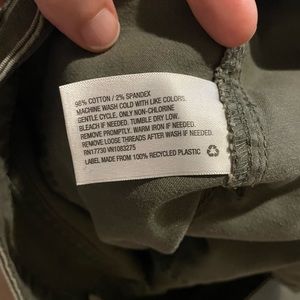 98% COTTON / 2% SPANDEX
MACHINE WASH COLD WITH LIKE COLORS.
GENTLE CYCLE. ONLY NON-CHLORINE
BLEACH IF NEEDED. TUMBLE DRY LOW.
REMOVE PROMPTLY. WARM IRON IF NEEDED.
REMOVE LOOSE THREADS AFTER WASH IF NEEDED.
RN17730 VN1083275
LABEL MADE FROM 100% RECYCLED PLASTIC